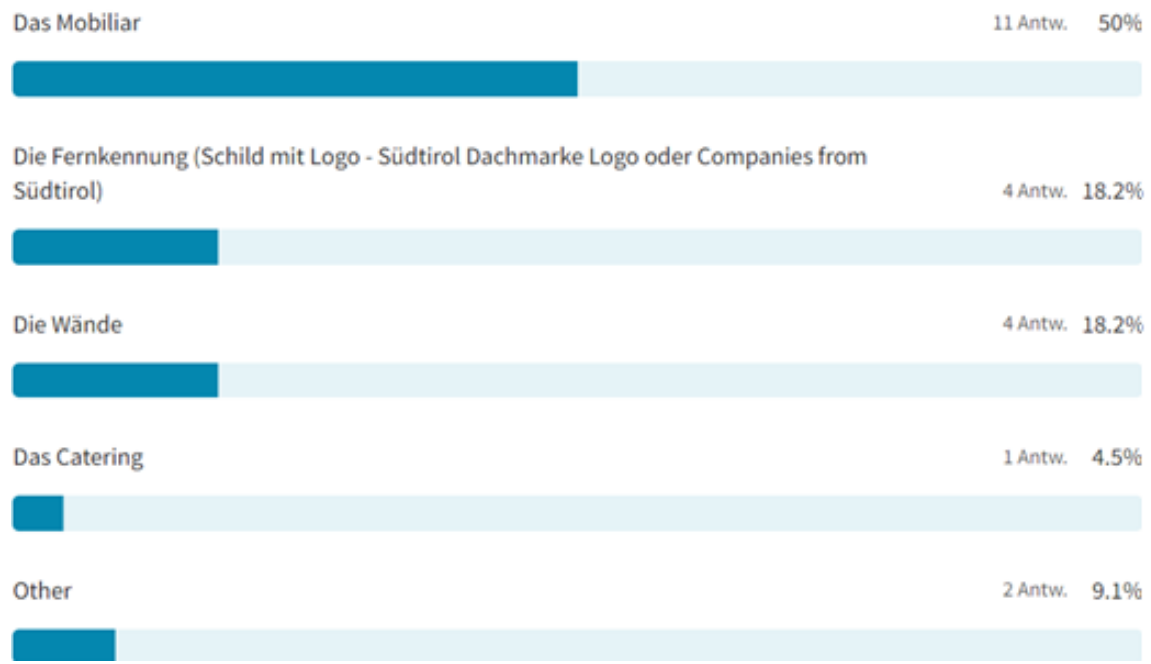 Das Mobiliar 11 Antw. 50%
Die Fernkennung (Schild mit Logo - Südtirol Dachmarke Logo oder Companies from
Südtirol) 4 Antw. 18.2%
Die Wände 4 Antw. 18.2%
Das Catering 1 Antw. 4.5%
Other 2 Antw. 9.1%